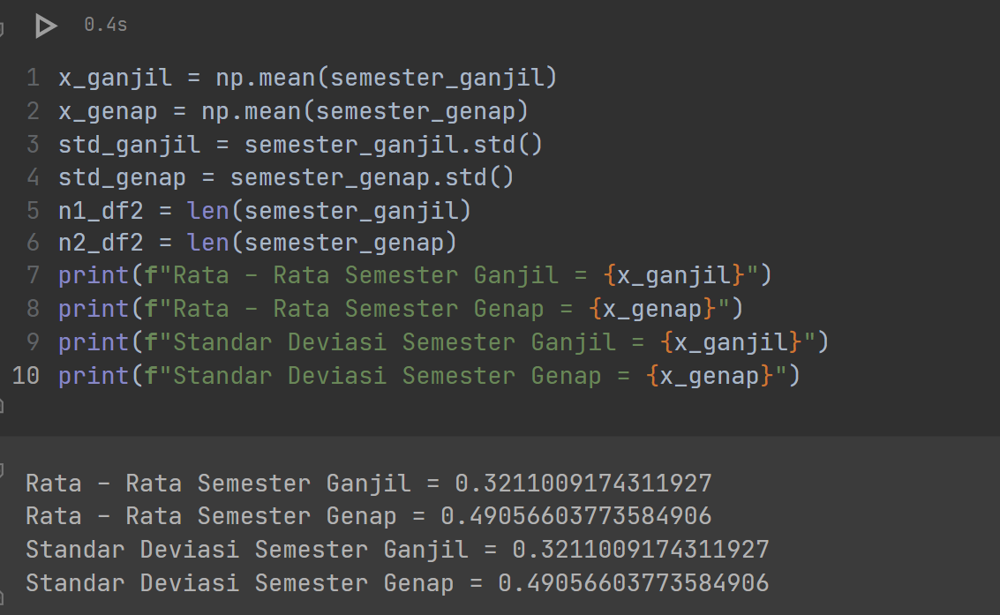 0.4s
1 x_ganjil = np.mean(semester_ganjil)
2 x_genap = np.mean(semester_genap)
3 std_ganjil = semester_ganjil.std()
4 std_genap = semester_genap.std()
5 n1_df2 = len(semester_ganjil)
6 n2_df2 = len(semester_genap)
7 print(f"Rata - Rata Semester Ganjil = {x_ganjil}")
8 print(f"Rata - Rata Semester Genap = {x_genap}")
9 print(f"Standar Deviasi Semester Ganjil = {x_ganjil}")
10 print(f"Standar Deviasi Semester Genap = {x_genap}")
Rata - Rata Semester Ganjil = 0.3211009174311927
Rata - Rata Semester Genap = 0.49056603773584906
Standar Deviasi Semester Ganjil = 0.3211009174311927
Standar Deviasi Semester Genap = 0.49056603773584906